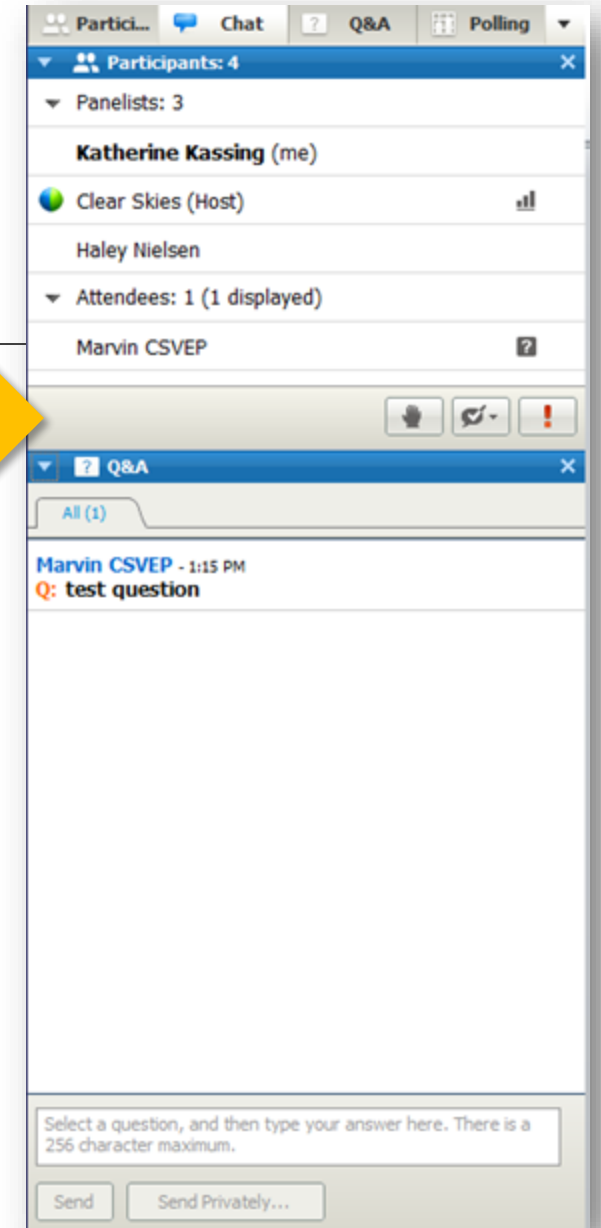 Partici... Chat ? Q&A Polling
Participants: 4
Panelists: 3
Katherine Kassing (me)
Clear Skies (Host)
Haley Nielsen
Attendees: 1 (1 displayed)
Marvin CSVEP ?
!
? Q&A
All (1)
Marvin CSVEP - 1:15 PM
Q: test question
Select a question, and then type your answer here. There is a
256 character maximum.
Send Send Privately...